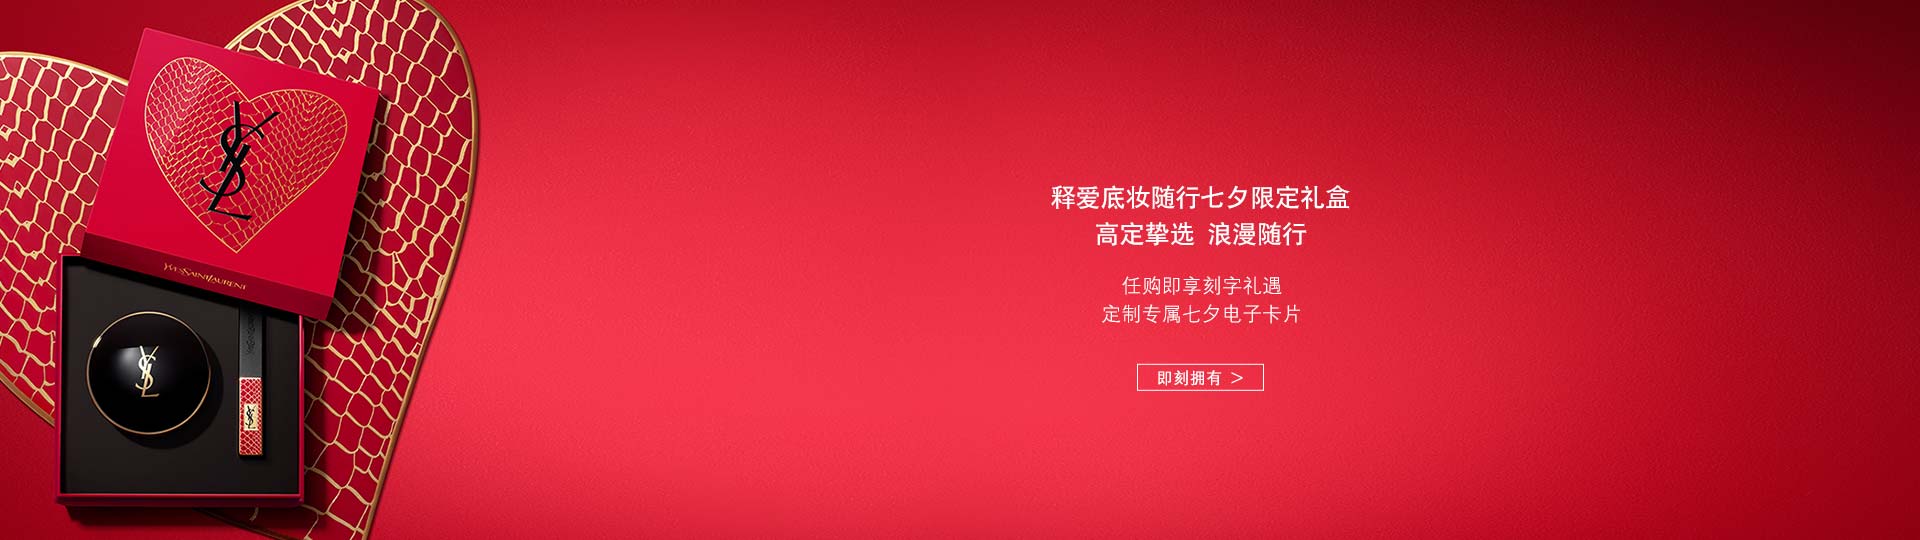 YSL
YVESSAINTLAURENT
YSL
YSL
释爱底妆随行七夕限定礼盒
高定挚选 浪漫随行
任购即享刻字礼遇
定制专属七夕电子卡片
即刻拥有 >